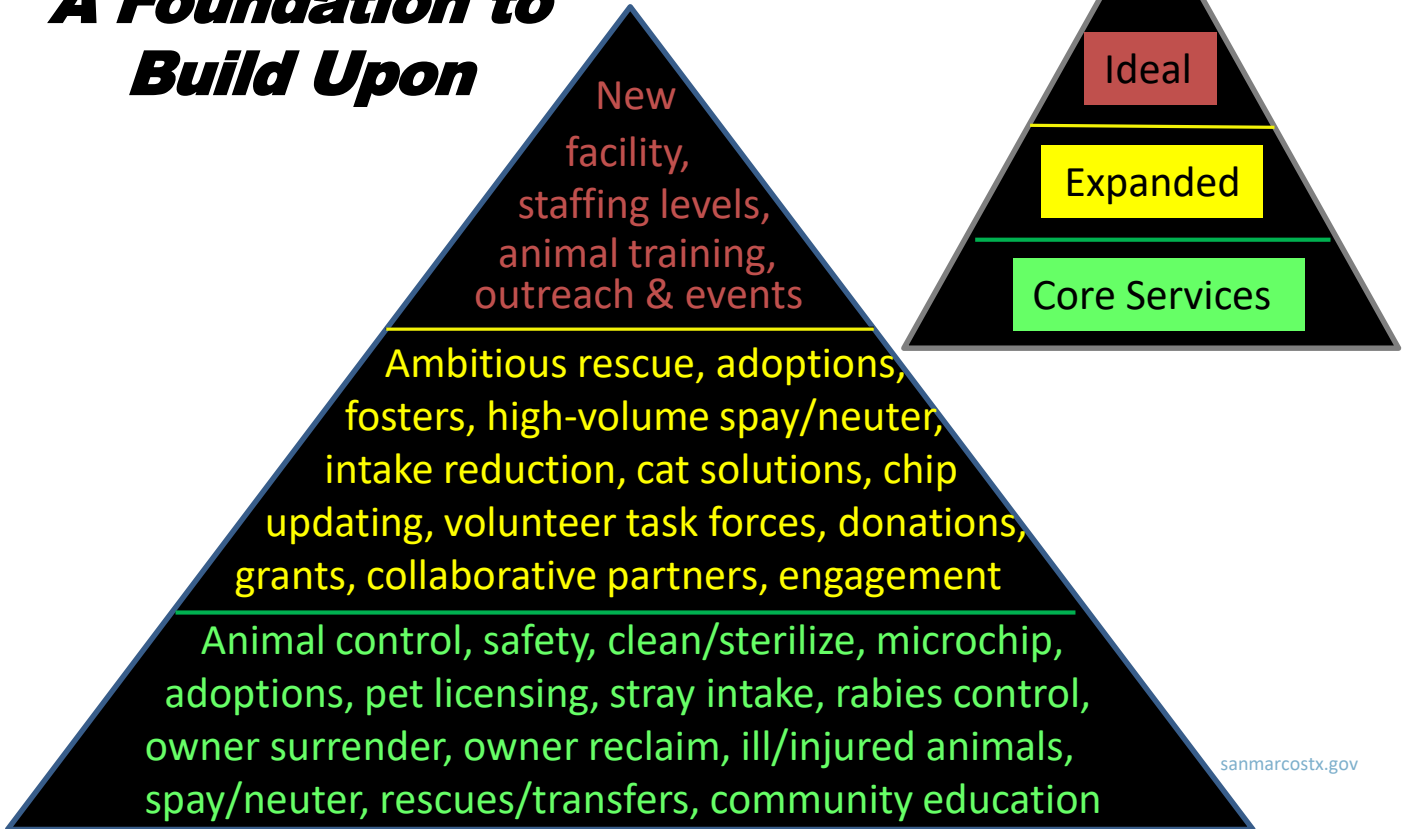 A Foundation to
Build Upon
New
facility,
staffing levels,
animal training,
outreach & events
Ambitious rescue, adoptions,
fosters, high-volume spay/neuter,
intake reduction, cat solutions, chip
updating, volunteer task forces, donations,
grants, collaborative partners, engagement
Animal control, safety, clean/sterilize, microchip,
adoptions, pet licensing, stray intake, rabies control,
owner surrender, owner reclaim, ill/injured animals,
spay/neuter, rescues/transfers, community education
Ideal
Expanded
Core Services
sanmarcostx.gov